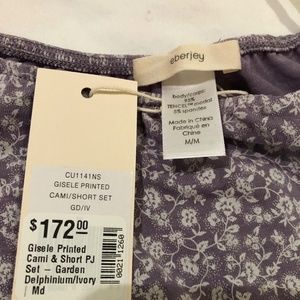 eberjey
body/corps:
95%
TENCEL™ modal
5% spandex
Made in China
Fabriqué en
Chine
M/M
CU1141NS
GISELE PRINTED
CAMI/SHORT SET
GD/IV
$172.00
Gisele Printed
Cami & Short PJ
Set – Garden
Delphinium/Ivory
| Md
00221260